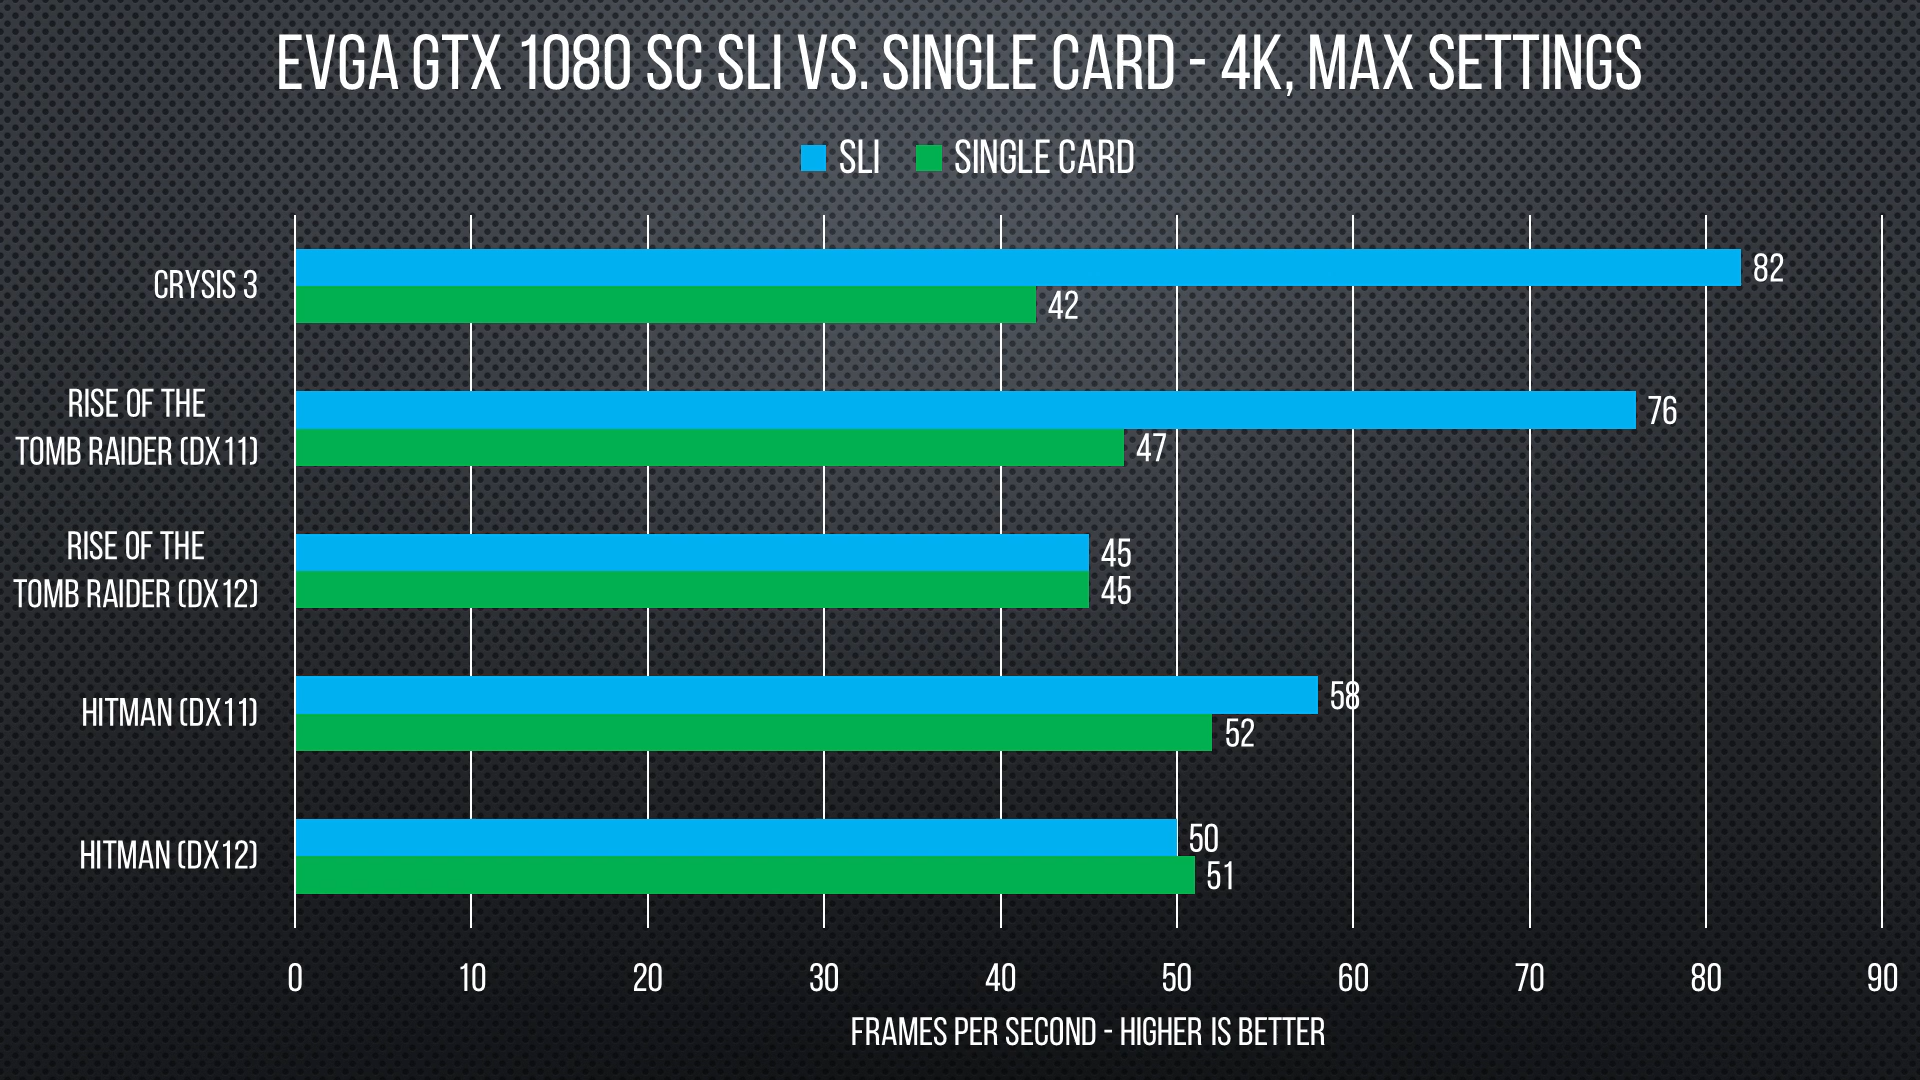 EVGA GTX 1080 SC SLI VS. SINGLE CARD - 4K, MAX SETTINGS
SLI SINGLE CARD
CRYSIS 3
82
42
RISE OF THE
TOMB RAIDER (DX11)
76
47
RISE OF THE
TOMB RAIDER (DX12)
45
45
HITMAN (DX11)
58
52
HITMAN (DX12)
50
51
0 10 20 30 40 50 60 70 80 90
FRAMES PER SECOND - HIGHER IS BETTER